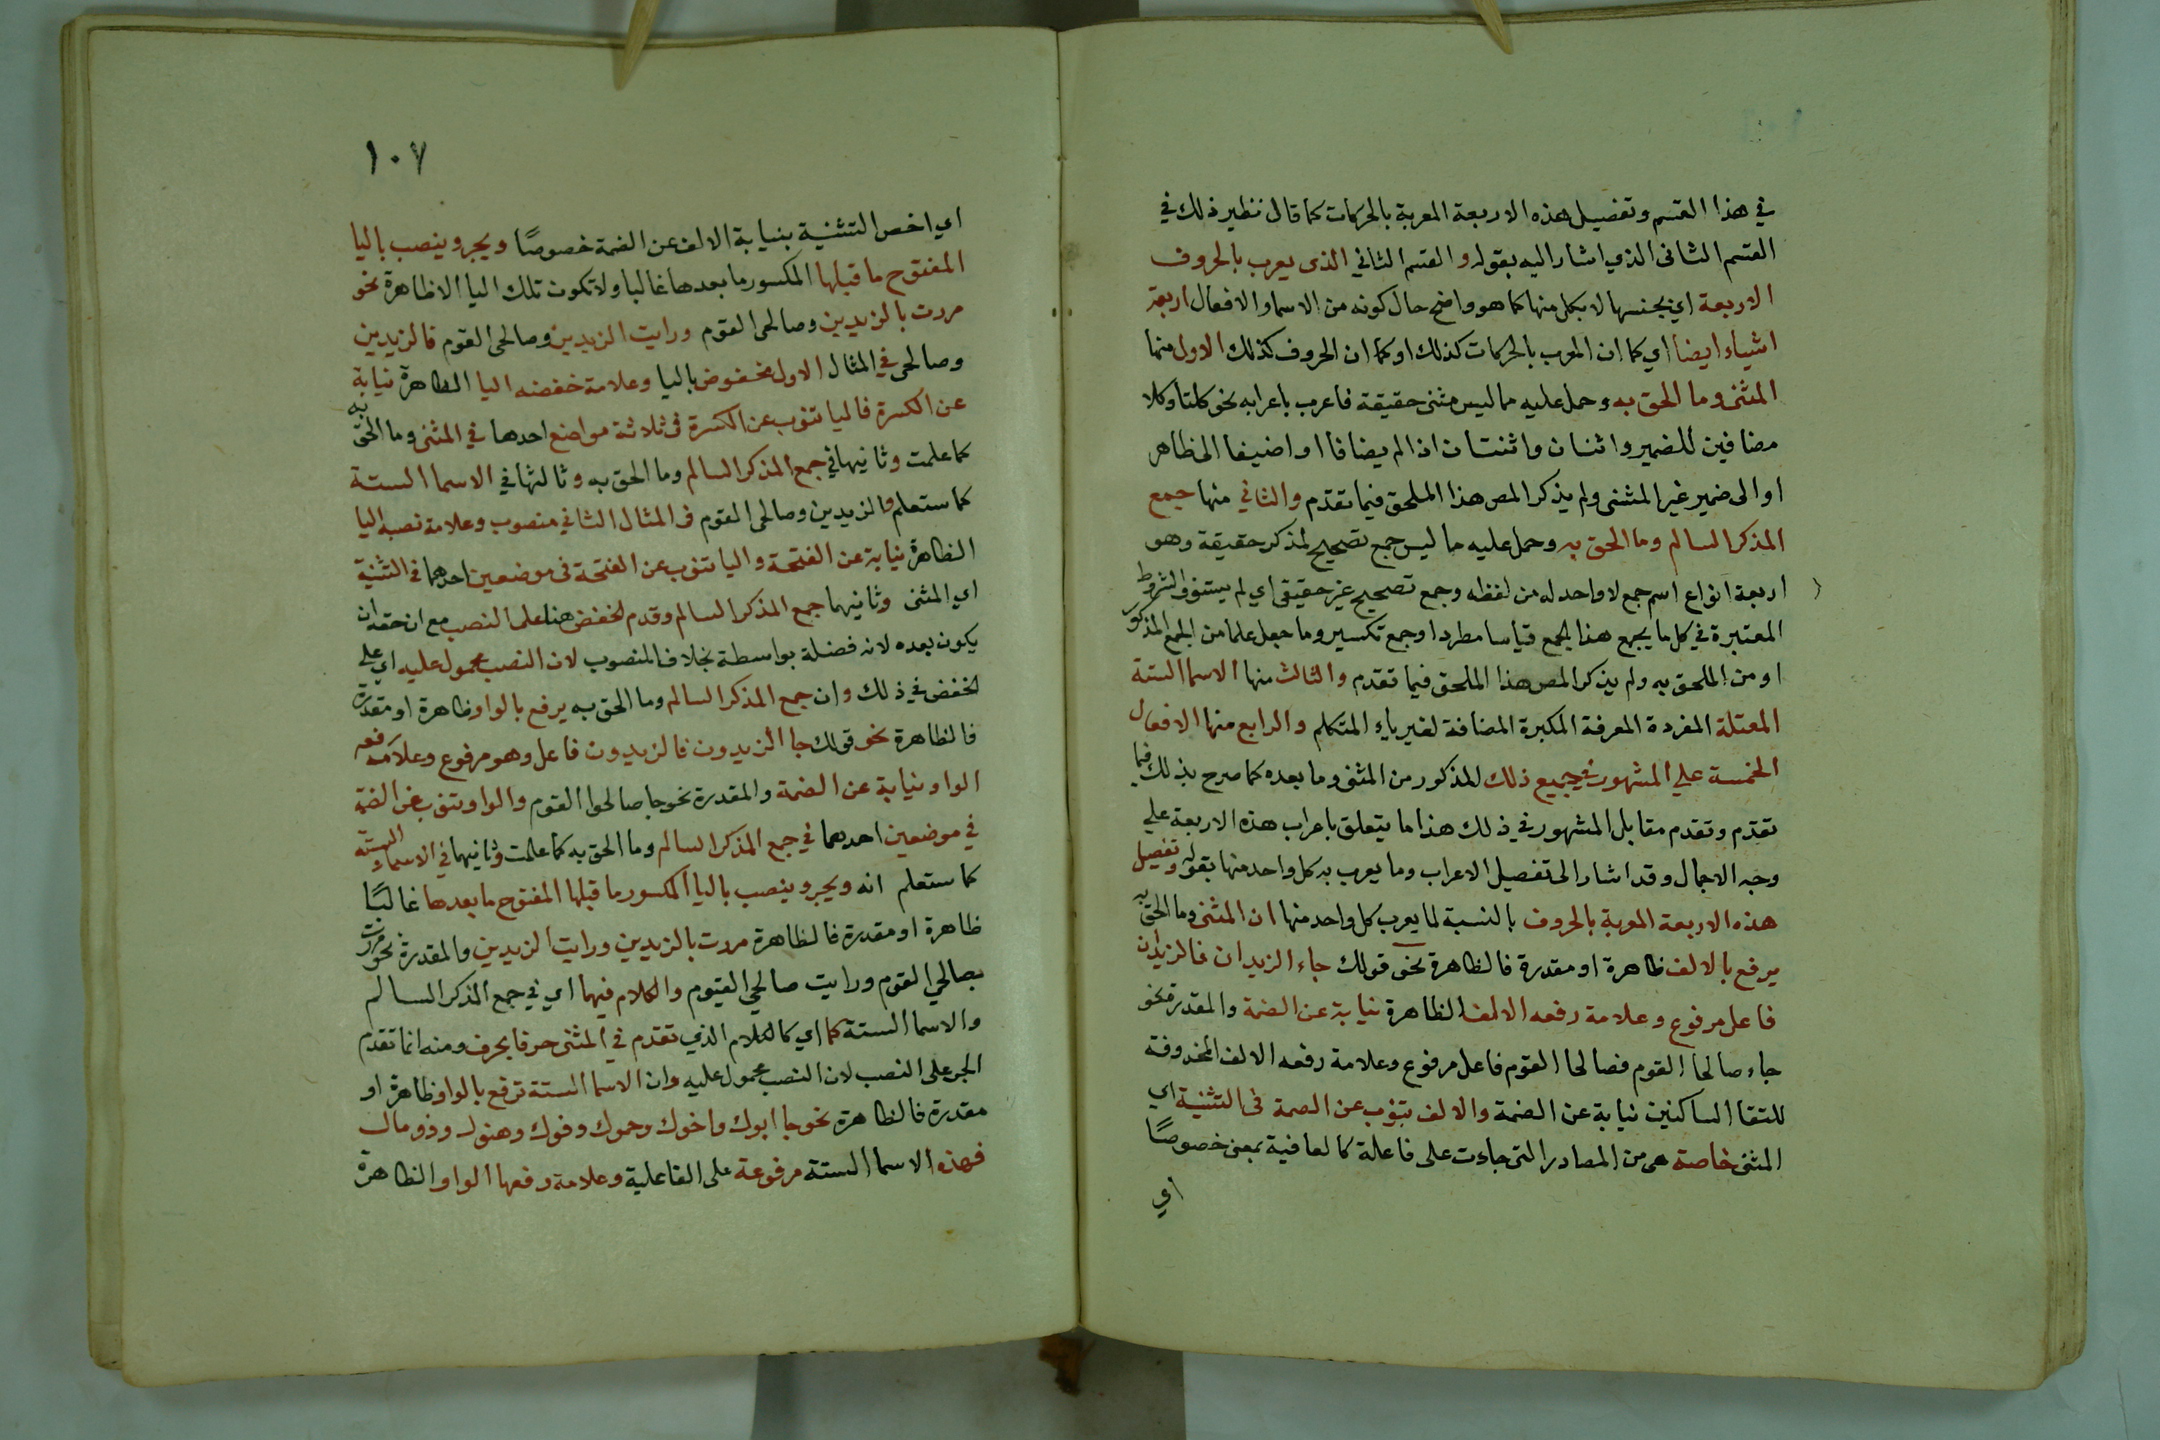 في هذا القسم وتفصيل هذه الاربعة المعربة بالحركات كما قال نظير ذلك في
القسم الثاني الذي اشار اليه بقوله والقسم الثاني الذي يعرب بالحروف
الاربعة اي بجنسها لا بكل منها كما هو واضح حال كونه من الاسما والافعال اربعة
اشياء ايضا اي كما ان المعرب بالحركات كذلك او كما ان الحروف كذلك الاول منها
المثنى وما الحق به وحمل عليه مما ليس مثنى حقيقة فاعرب باعرابه نحو كلتا وكلا
مضافين للضمير واثنان واثنتان اذا لم يضافا او اضيفا الى ظاهر
او الى ضمير غير المثنى ولم يذكر المص هذا الملحق فيما تقدم والثاني منها جمع
المذكر السالم وما الحق به وحمل عليه ما ليس جمع تصحيح لمذكر حقيقة وهو
اربعة انواع اسم جمع لا واحد له من لفظه وجمع تصحيح غير حقيقي اي لم يستوف الشروط
المعتبرة في كل ما يجمع هذا الجمع قياسا مطردا وجمع تكسير وما جعل علما من الجمع المذكور
او من الملحق به ولم يذكر المص هذا الملحق فيما تقدم والثالث منها الاسما الستة
المعتلة المفردة المعرفة المكبرة المضافة لغير ياء المتكلم والرابع منها الافعال
الخمسة علي المشهور في جميع ذلك المذكور من المثنى وما بعده كما صرح بذلك فيما
تقدم وتقدم مقابل المشهور في ذلك هذا ما يتعلق باعراب هذه الاربعة علي
وجه الاجمال وقد اشار الى تفصيل الاعراب وما يعرب به كل واحد منها بقوله وتفصيل
هذه الاربعة المعربة بالحروف بالنسبة لما يعرب كل واحد منها ان المثنى وما الحق به
يرفع بالالف ظاهرة او مقدرة فالظاهرة نحو قولك جاء الزيدان فالزيدان
فاعل مرفوع وعلامة رفعه الالف الظاهرة نيابة عن الضمة والمقدرة نحو
جاء صالحا القوم فصالحا القوم فاعل مرفوع وعلامة رفعه الالف المحذوفة
للتقا الساكنين نيابة عن الضمة والالف تنوب عن الضمة في التثنية اي
المثنى خاصة هي من المصادر التي جاءت على فاعلة كالعافية بمعنى خصوصًا
اي
١٠٧
اي اخص التثنية بنيابة الالف عن الضمة خصوصًا ويجر وينصب باليا
المفتوح ما قبلها المكسور ما بعدها غالبا ولا تكون تلك اليا الا ظاهرة نحو
مررت بالزيدين وصالحي القوم ورايت الزيدين وصالحي القوم فالزيدين
وصالحي في المثال الاول مخفوض باليا وعلامة خفضه اليا الظاهرة نيابة
عن الكسرة فاليا تنوب عن الكسرة في ثلاثة مواضع احدها في المثنى وما الحق به
كما علمت وثانيها في جمع المذكر السالم وما الحق به وثالثها في الاسما الستة
كما ستعلم فالزيدين وصالحي القوم في المثال الثاني منصوب وعلامة نصبه اليا
الظاهرة نيابة عن الفتحة واليا تنوب عن الفتحة في موضعين احدهما في التثنية
اي المثنى وثانيهما جمع المذكر السالم وقدم الخفض هنا على النصب مع ان حقه ان
يكون بعده لانه فضلة بواسطة بخلاف المنصوب لان النصب محمول عليه اي على
الخفض في ذلك وان جمع المذكر السالم وما الحق به يرفع بالواو ظاهرة او مقدرة
فالظاهرة نحو قولك جا الزيدون فالزيدون فاعل وهو مرفوع وعلامة رفعه
الواو نيابة عن الضمة والمقدرة نحو جا صالحوا القوم والواو تنوب عن الضمة
في موضعين احدهما في جمع المذكر السالم وما الحق به كما علمت وثانيهما في الاسماء الستة
كما ستعلم انه ويجر وينصب باليا المكسور ما قبلها المفتوح ما بعدها غالبًا
ظاهرة او مقدرة فالظاهرة مررت بالزيدين ورايت الزيدين والمقدرة نحو مررت
بصالحي القوم ورايت صالحي القوم والكلام فيهما اي في جمع المذكر السالم
والاسما الستة كما اي كالكلام الذي تقدم في المثنى حرفا بحرف ومنه انما تقدم
الجر على النصب لان النصب محمول عليه وان الاسما الستة ترفع بالواو ظاهرة او
مقدرة فالظاهرة نحو جا ابوك واخوك وحموك وفوك وهنوك وذو مال
فهذه الاسما الستة مرفوعة على الفاعلية وعلامة رفعها الواو الظاهرة